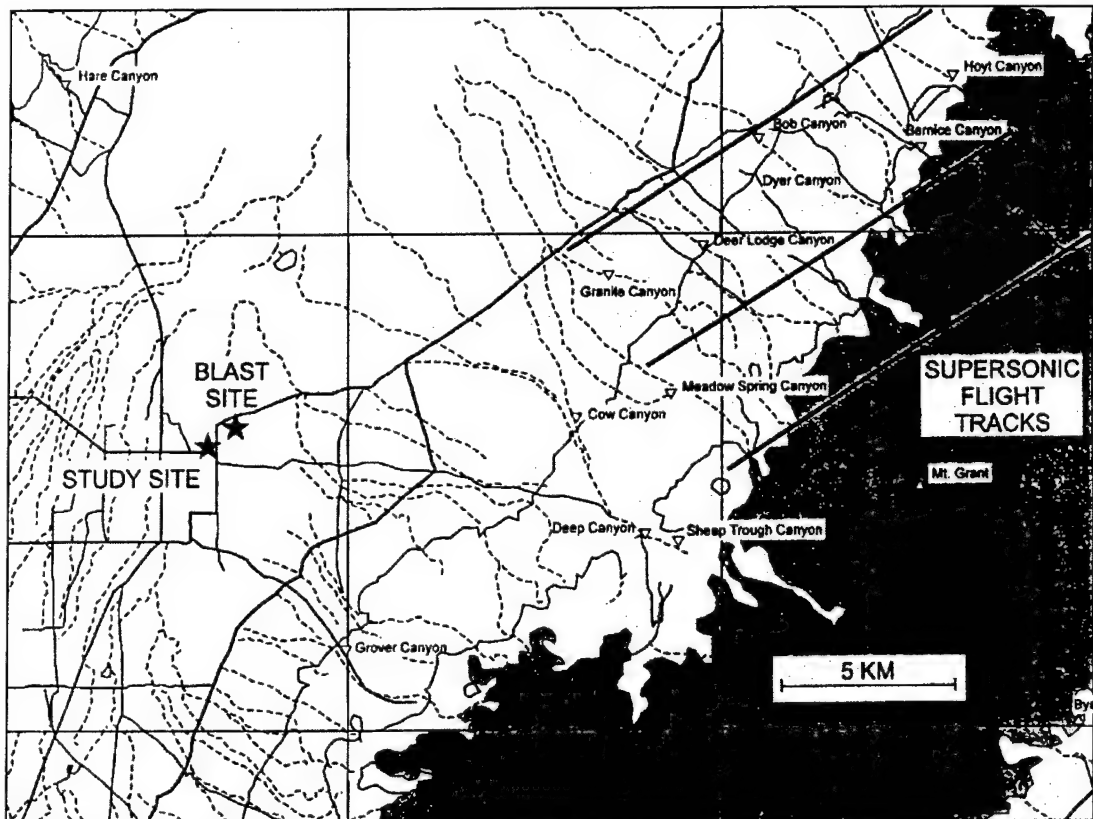 Hare Canyon
Hoyt Canyon
Bob Canyon
Bernice Canyon
Dyer Canyon
Deer Lodge Canyon
Granite Canyon
BLAST
SITE
Meadow Spring Canyon
SUPERSONIC
FLIGHT
TRACKS
Cow Canyon
STUDY SITE
Mt. Grant
Deep Canyon
Sheep Trough Canyon
Grover Canyon
5 KM